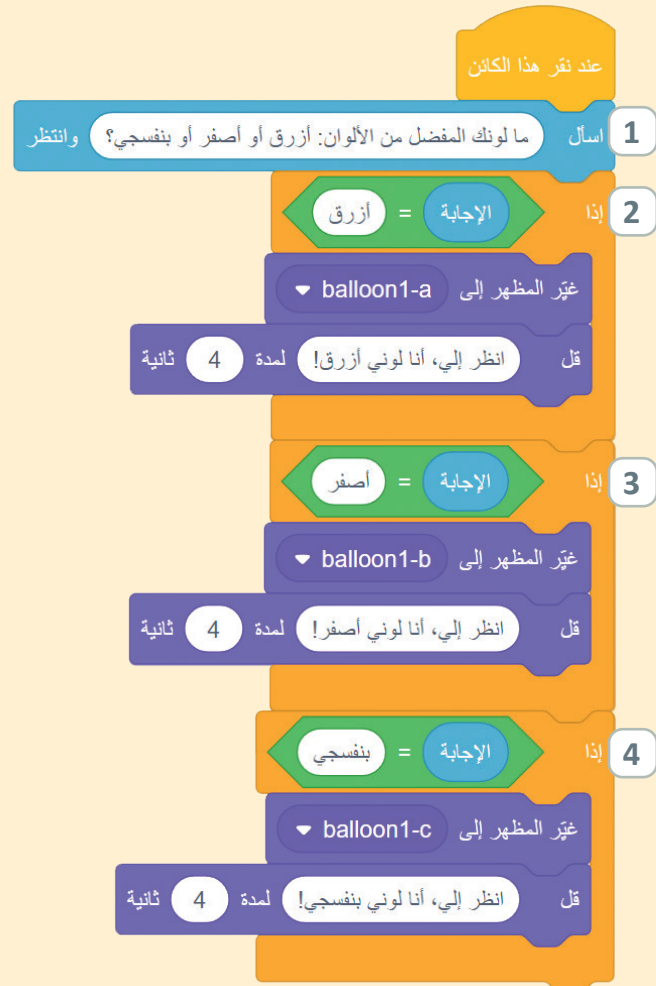 عند نقر هذا الكائن
1 اسأل ما لونك المفضل من الألوان: أزرق أو أصفر أو بنفسجي؟ وانتظر
2 إذا الإجابة = أزرق
غيّر المظهر إلى balloon1-a
قل انظر إلي، أنا لوني أزرق! لمدة 4 ثانية
3 إذا الإجابة = أصفر
غيّر المظهر إلى balloon1-b
قل انظر إلي، أنا لوني أصفر! لمدة 4 ثانية
4 إذا الإجابة = بنفسجي
غيّر المظهر إلى balloon1-c
قل انظر إلي، أنا لوني بنفسجي! لمدة 4 ثانية